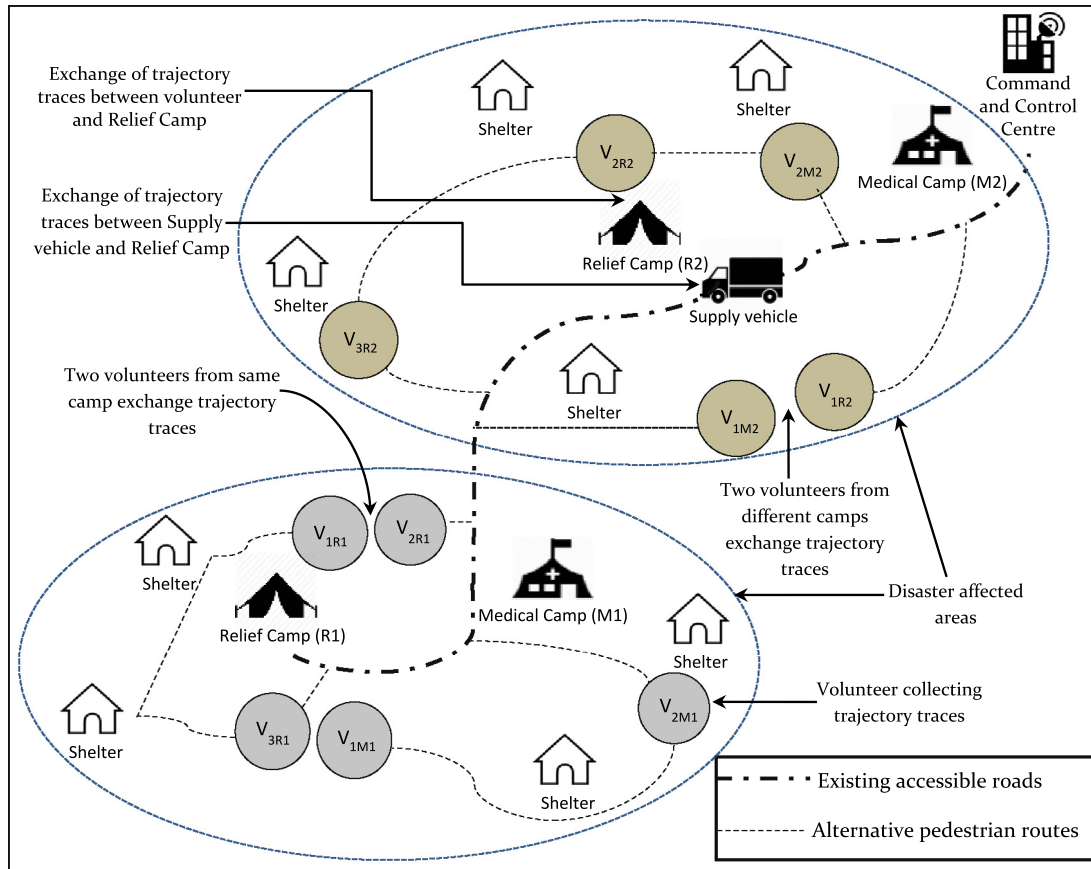 Exchange of trajectory
traces between volunteer
and Relief Camp
Shelter
Shelter
Command
and Control
Centre
V2R2
V2M2
Medical Camp (M2)
Exchange of trajectory
traces between Supply
vehicle and Relief Camp
Relief Camp (R2)
Shelter
Supply vehicle
V3R2
Two volunteers from same
camp exchange trajectory
traces
Shelter
V1M2
V1R2
Two volunteers from
different camps
exchange trajectory
traces
V1R1
V2R1
Shelter
Medical Camp (M1)
Disaster affected
areas
Relief Camp (R1)
Shelter
Shelter
V2M1
Volunteer collecting
trajectory traces
V3R1
V1M1
Shelter
Existing accessible roads
Alternative pedestrian routes